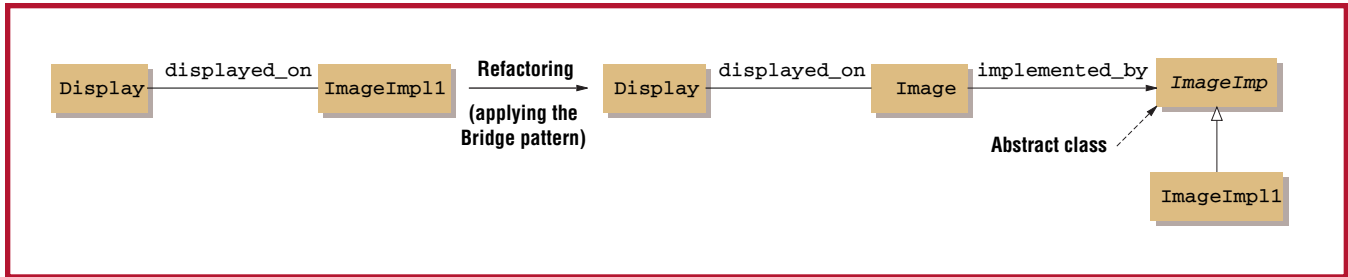 Display
displayed_on
ImageImpl1
Refactoring
(applying the
Bridge pattern)
Display
displayed_on
Image
implemented_by
ImageImp
Abstract class
ImageImpl1